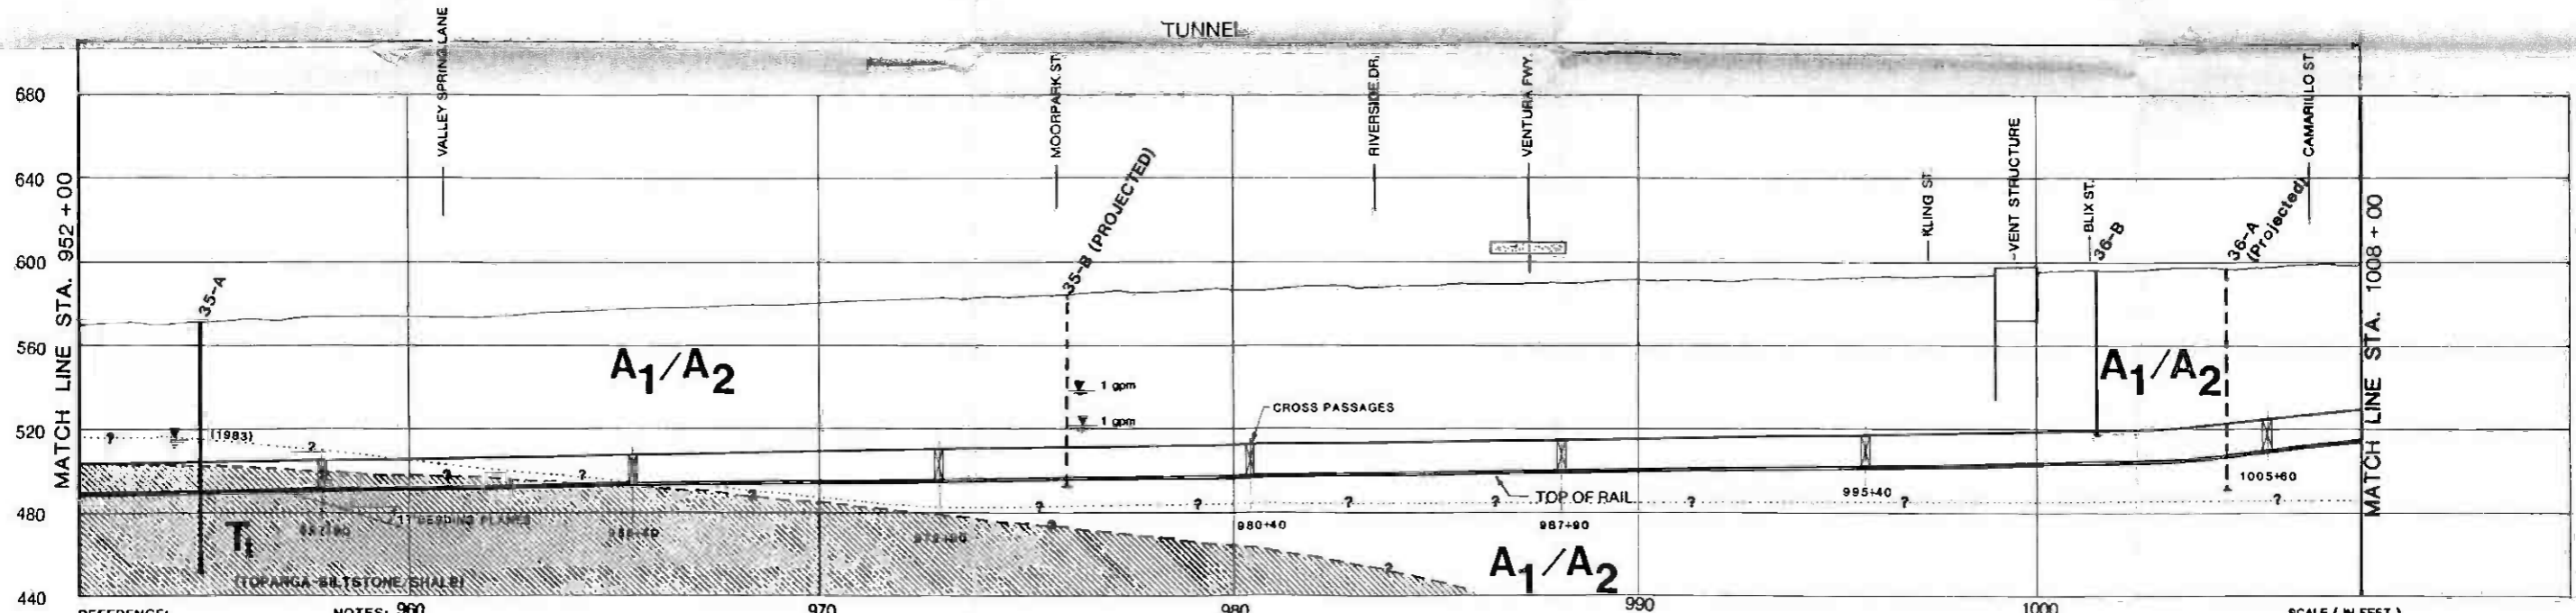 TUNNEL
VALLEY SPRING LANE
MOORPARK ST.
RIVERSIDE DR.
VENTURA FWY.
KLING ST.
VENT STRUCTURE
BLIX ST.
CAMARILLO ST
680
640
600
560
520
480
440
MATCH LINE STA. 952 + 00
MATCH LINE STA. 1008 + 00
35-A
35-B (PROJECTED)
36-B
36-A (Projected)
A1/A2
A1/A2
A1/A2
1 gpm
1 gpm
CROSS PASSAGES
(1983)
? ? ? ? ? ? ? ? ? ? ? ? ? ? ?
TOP OF RAIL
995+40
1005+60
980+40
987+90
BEDDING PLANES
(TOPANGA-SILTSTONE/SHALE)
REFERENCE:
NOTES:
960
970
980
990
1000
SCALE (IN FEET)